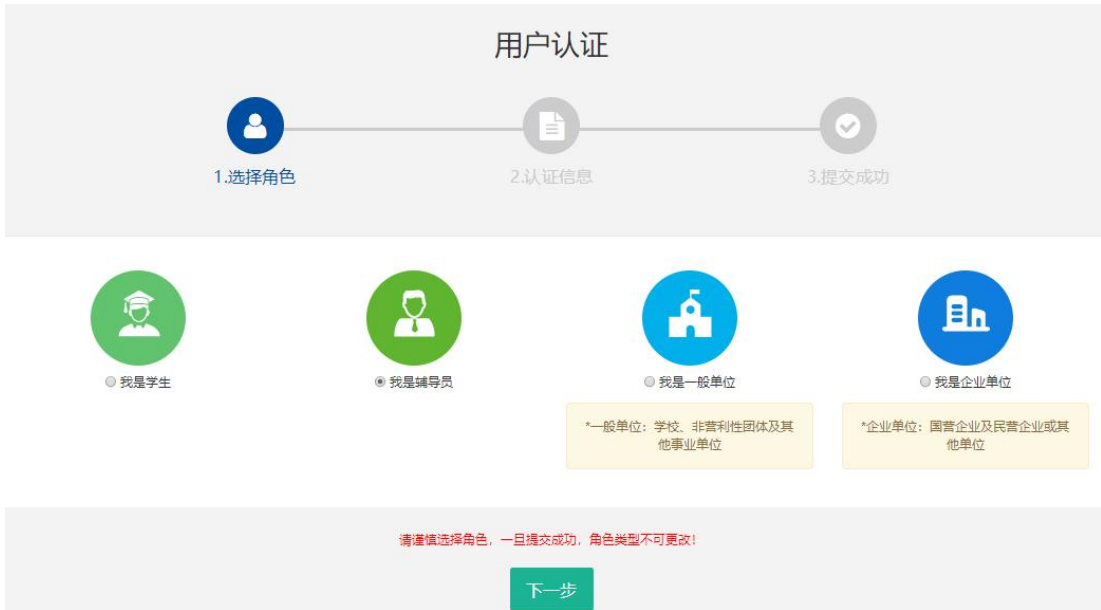 用户认证
1.选择角色
2.认证信息
3.提交成功
我是学生
我是辅导员
我是一般单位
我是企业单位
*一般单位：学校、非营利性团体及其
他事业单位
*企业单位：国营企业及民营企业或其
他单位
请谨慎选择角色，一旦提交成功，角色类型不可更改！
下一步